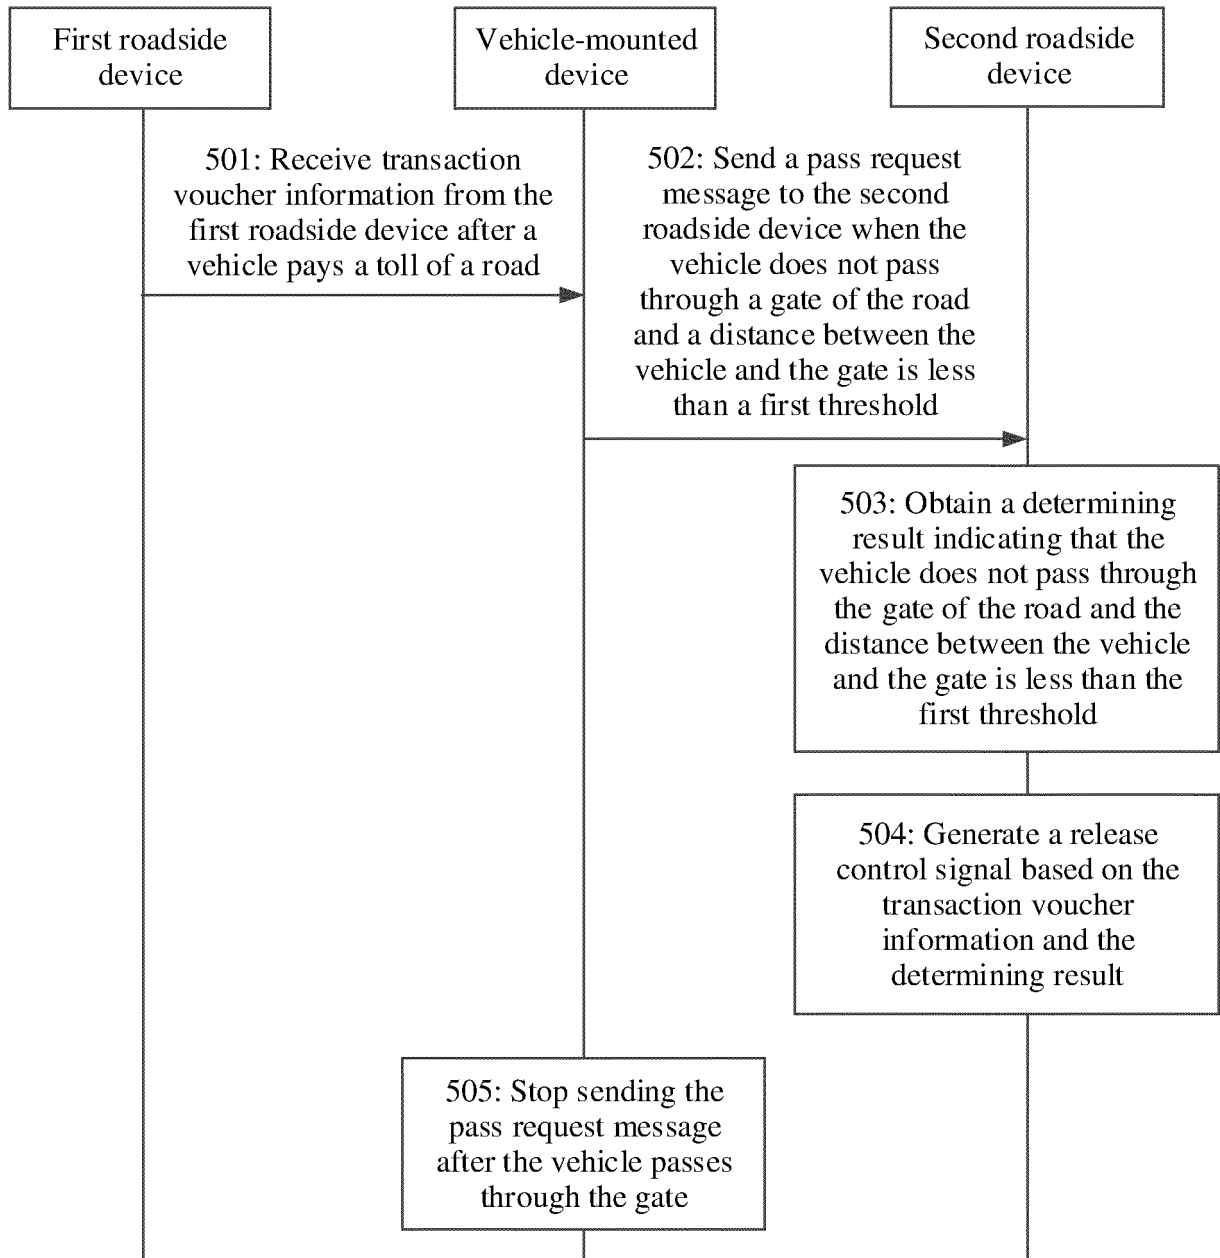 First roadside
device
Vehicle-mounted
device
Second roadside
device
501: Receive transaction
voucher information from the
first roadside device after a
vehicle pays a toll of a road
502: Send a pass request
message to the second
roadside device when the
vehicle does not pass
through a gate of the road
and a distance between the
vehicle and the gate is less
than a first threshold
503: Obtain a determining
result indicating that the
vehicle does not pass through
the gate of the road and the
distance between the vehicle
and the gate is less than the
first threshold
504: Generate a release
control signal based on the
transaction voucher
information and the
determining result
505: Stop sending the
pass request message
after the vehicle passes
through the gate